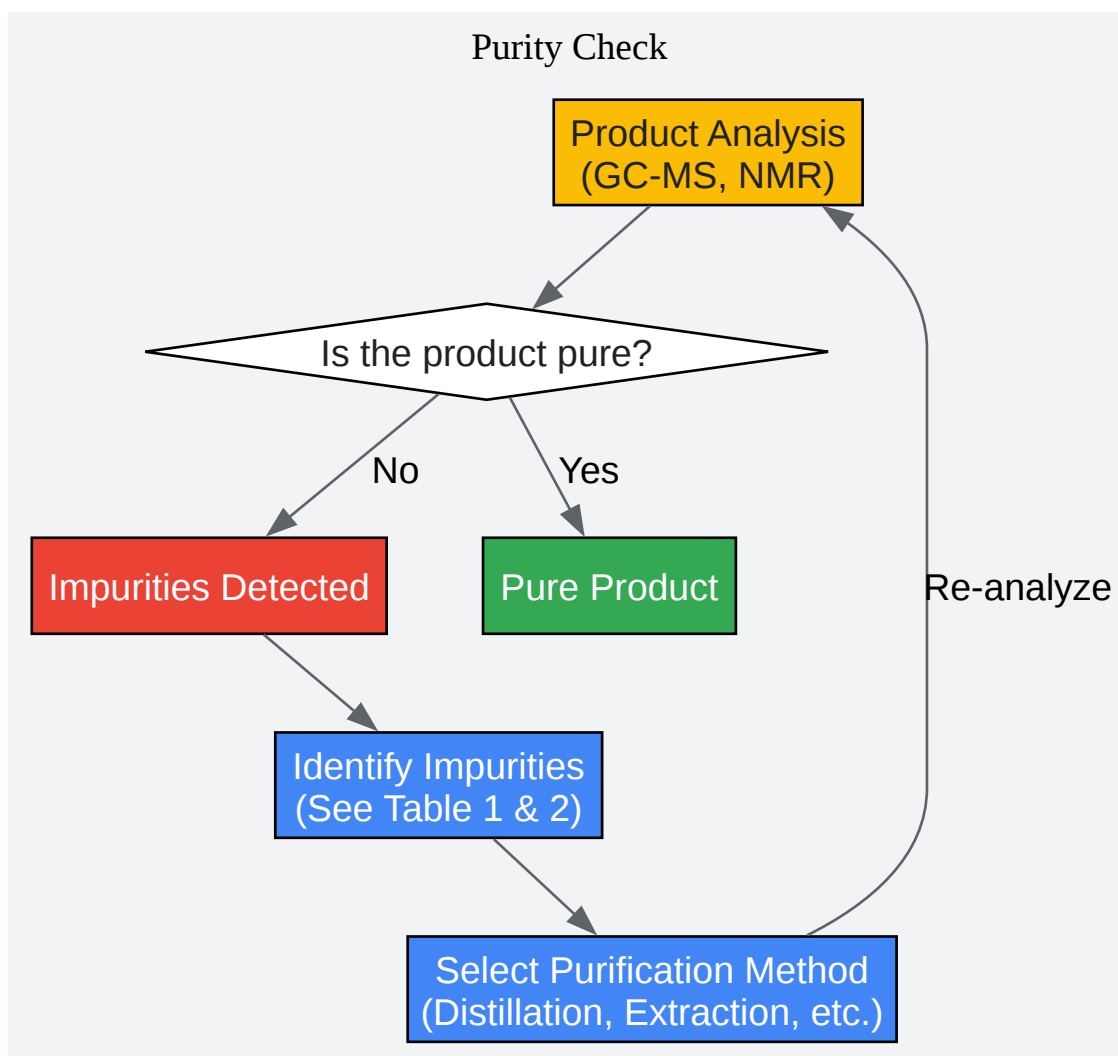 Purity Check
Product Analysis
(GC-MS, NMR)
Is the product pure?
No
Yes
Impurities Detected
Pure Product
Re-analyze
Identify Impurities
(See Table 1 & 2)
Select Purification Method
(Distillation, Extraction, etc.)